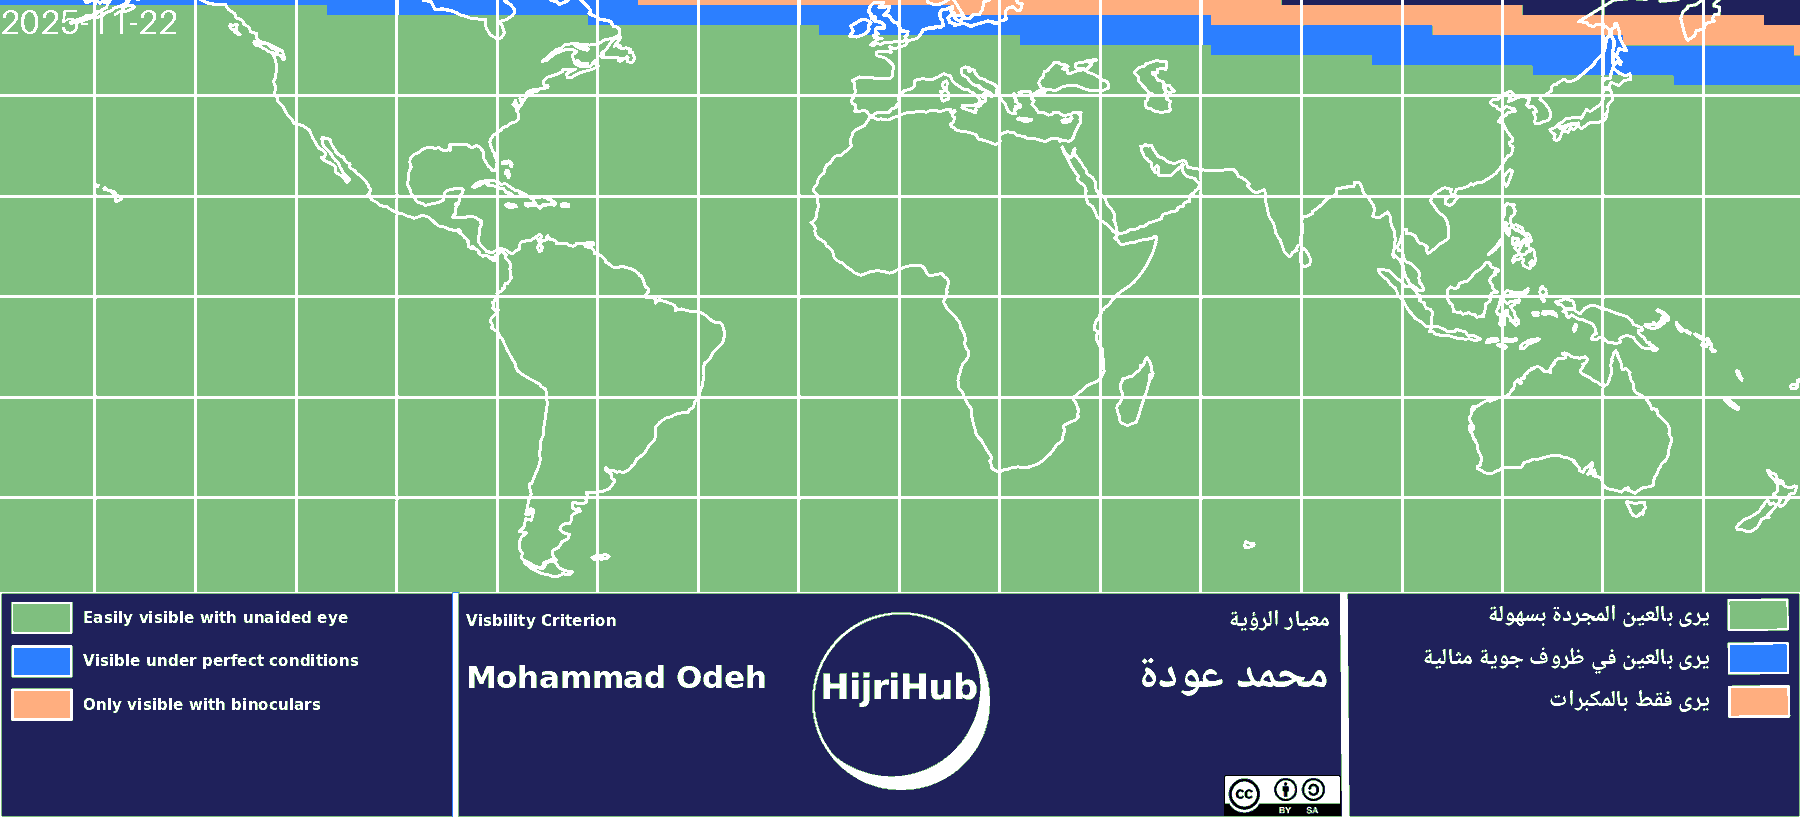 2025-11-22
Easily visible with unaided eye
Visible under perfect conditions
Only visible with binoculars
Visbility Criterion
Mohammad Odeh
HijriHub
معيار الرؤية
محمد عودة
cc
BY SA
يرى بالعين المجردة بسهولة
يرى بالعين في ظروف جوية مثالية
يرى فقط بالمكبرات